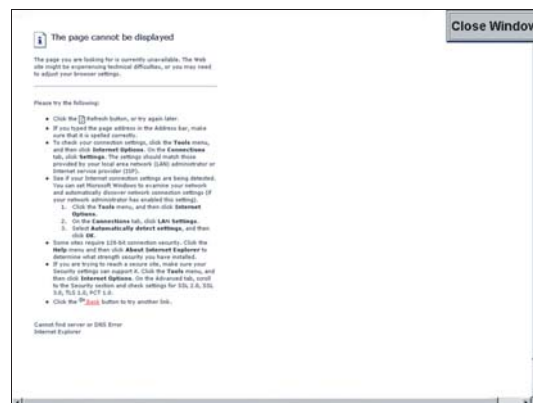 The page cannot be displayed
Close Window
The page you are looking for is currently unavailable. The Web
site might be experiencing technical difficulties, or you may need
to adjust your browser settings.
Please try the following:
Click the Refresh button, or try again later.
If you typed the page address in the Address bar, make
sure that it is spelled correctly.
To check your connection settings, click the Tools menu,
and then click Internet Options. On the Connections
tab, click Settings. The settings should match those
provided by your local area network (LAN) administrator or
Internet service provider (ISP).
See if your Internet connection settings are being detected.
You can set Microsoft Windows to examine your network
and automatically discover network connection settings (if
your network administrator has enabled this setting).
1. Click the Tools menu, and then click Internet
Options.
2. On the Connections tab, click LAN Settings.
3. Select Automatically detect settings, and then
click OK.
Some sites require 128-bit connection security. Click the
Help menu and then click About Internet Explorer to
determine what strength security you have installed.
If you are trying to reach a secure site, make sure your
Security settings can support it. Click the Tools menu, and
then click Internet Options. On the Advanced tab, scroll
to the Security section and check settings for SSL 2.0, SSL
3.0, TLS 1.0, PCT 1.0.
Click the Back button to try another link.
Cannot find server or DNS Error
Internet Explorer